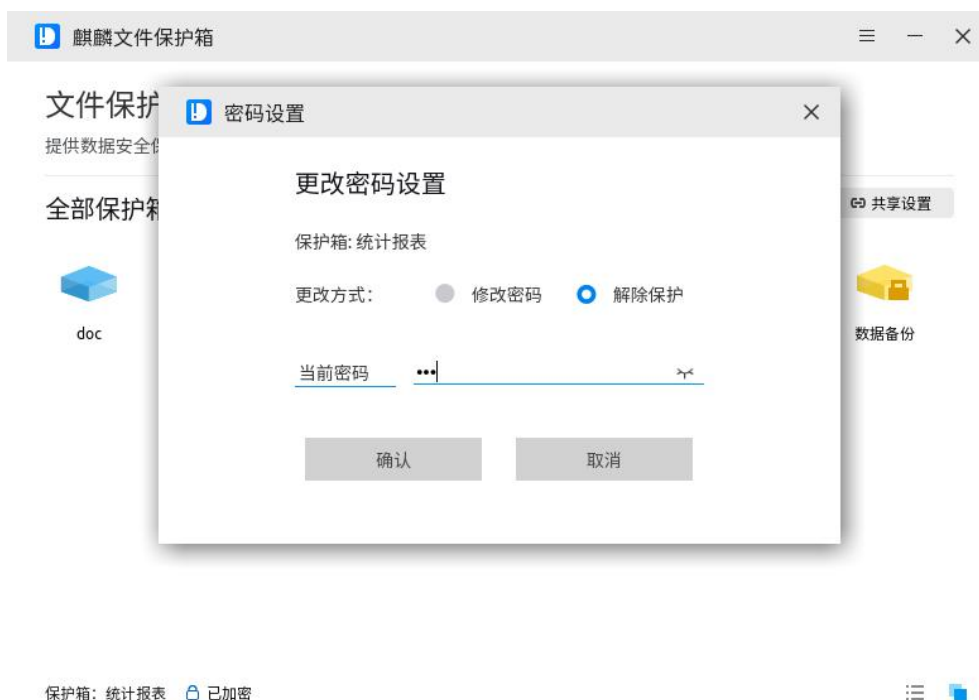 麒麟文件保护箱
文件保护
提供数据安全
全部保护
共享设置
doc
数据备份
密码设置
更改密码设置
保护箱: 统计报表
更改方式: 修改密码 解除保护
当前密码 •••
确认 取消
保护箱: 统计报表 已加密